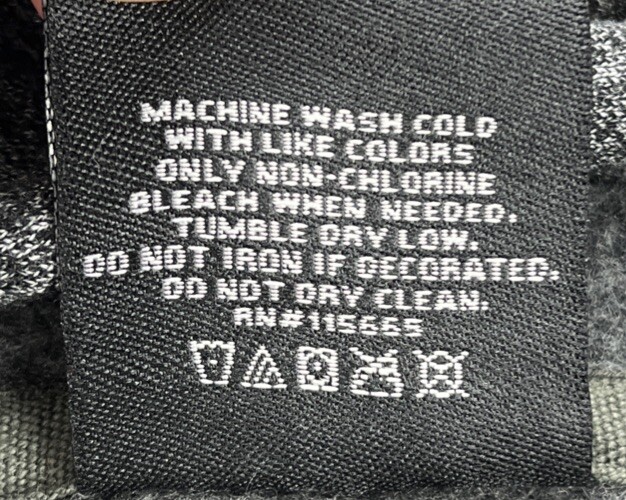 MACHINE WASH COLD
WITH LIKE COLORS
ONLY NON-CHLORINE
BLEACH WHEN NEEDED.
TUMBLE DRY LOW.
DO NOT IRON IF DECORATED.
DO NOT DRY CLEAN.
RN#115665